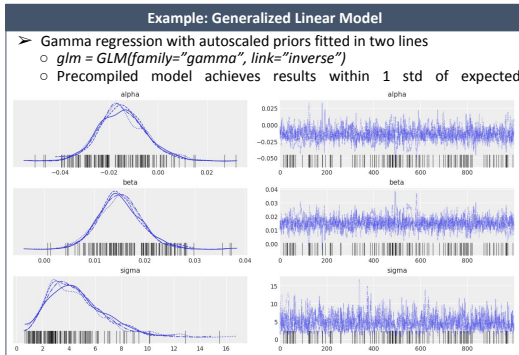 Example: Generalized Linear Model
➢ Gamma regression with autoscaled priors fitted in two lines
○ glm = GLM(family=”gamma”, link=”inverse”)
○ Precompiled model achieves results within 1 std of expected
alpha
alpha
−0.04 −0.02 0.00 0.02
0.025
0.000
−0.025
−0.050
0 200 400 600 800
beta
beta
0.00 0.01 0.02 0.03 0.04
0.04
0.03
0.02
0.01
0.00
0 200 400 600 800
sigma
sigma
0 2 4 6 8 10 12 14 16
15
10
5
0
0 200 400 600 800